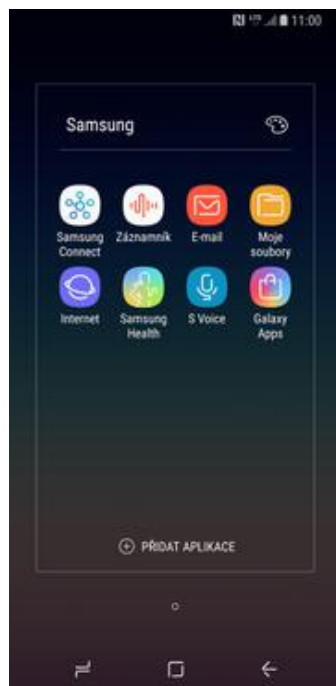 11:00
Samsung
Samsung Záznamník E-mail Moje
Connect soubory
Internet Samsung S Voice Galaxy
Health Apps
PŘIDAT APLIKACE